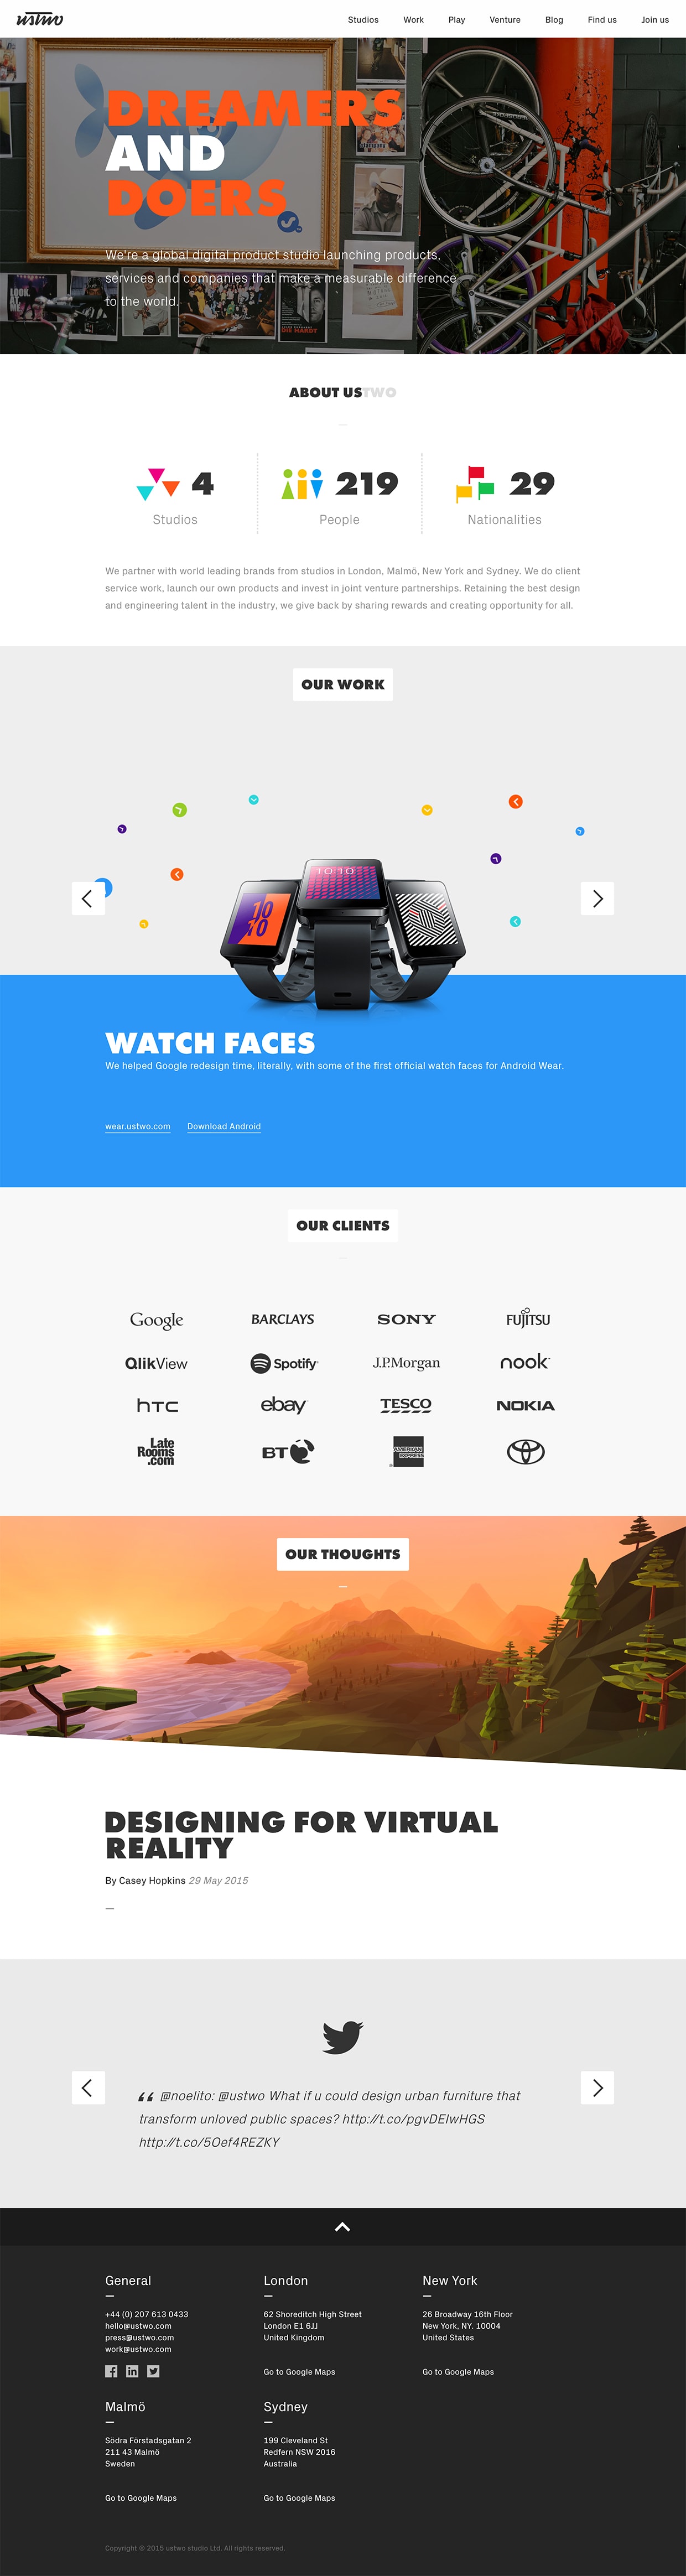 ustwo
Studios Work Play Venture Blog Find us Join us
DREAMERS
AND
DOERS
We're a global digital product studio launching products,
services and companies that make a measurable difference
to the world.
LOOK
AT
ME.
DIE HARDY
ABOUT USTWO
4
Studios
219
People
29
Nationalities
We partner with world leading brands from studios in London, Malmö, New York and Sydney. We do client
service work, launch our own products and invest in joint venture partnerships. Retaining the best design
and engineering talent in the industry, we give back by sharing rewards and creating opportunity for all.
OUR WORK
10:10
10
10
WATCH FACES
We helped Google redesign time, literally, with some of the first official watch faces for Android Wear.
wear.ustwo.com Download Android
OUR CLIENTS
Google BARCLAYS SONY FUJITSU
QlikView Spotify J.P.Morgan nook
hTC ebay TESCO NOKIA
Late
Rooms
.com
BT
AMERICAN
EXPRESS
OUR THOUGHTS
DESIGNING FOR VIRTUAL
REALITY
By Casey Hopkins 29 May 2015
“ @noelito: @ustwo What if u could design urban furniture that
transform unloved public spaces? http://t.co/pgvDEIwHGS
http://t.co/5Oef4REZKY
General
+44 (0) 207 613 0433
hello@ustwo.com
press@ustwo.com
work@ustwo.com
London
62 Shoreditch High Street
London E1 6JJ
United Kingdom
Go to Google Maps
New York
26 Broadway 16th Floor
New York, NY. 10004
United States
Go to Google Maps
Malmö
Södra Förstadsgatan 2
211 43 Malmö
Sweden
Go to Google Maps
Sydney
199 Cleveland St
Redfern NSW 2016
Australia
Go to Google Maps
Copyright © 2015 ustwo studio Ltd. All rights reserved.